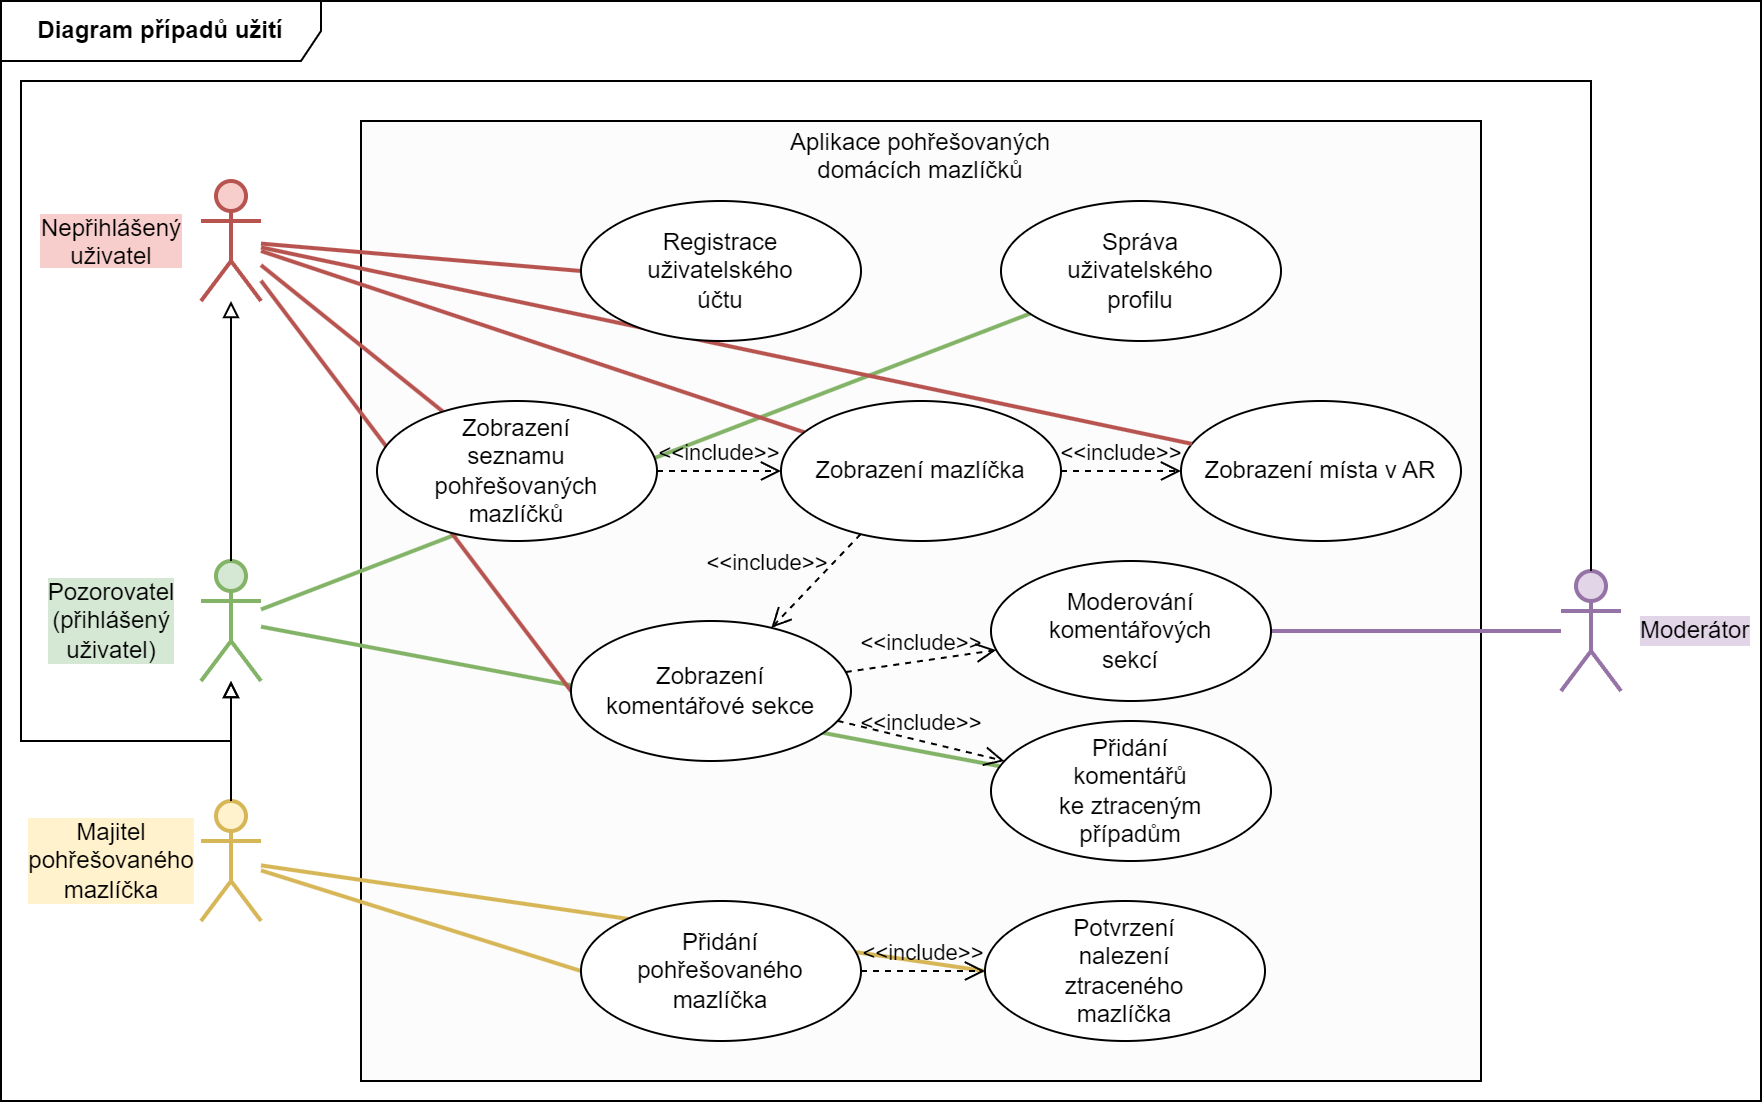 Diagram případů užití
Aplikace pohřešovaných
domácích mazlíčků
Nepřihlášený
uživatel
Registrace
uživatelského
účtu
Správa
uživatelského
profilu
Zobrazení
seznamu
pohřešovaných
mazlíčků
<<include>>
Zobrazení mazlíčka
<<include>>
Zobrazení místa v AR
<<include>>
Pozorovatel
(přihlášený
uživatel)
Zobrazení
komentářové sekce
<<include>>
Moderování
komentářových
sekcí
Moderátor
<<include>>
Přidání
komentářů
ke ztraceným
případům
Majitel
pohřešovaného
mazlíčka
Přidání
pohřešovaného
mazlíčka
<<include>>
Potvrzení
nalezení
ztraceného
mazlíčka